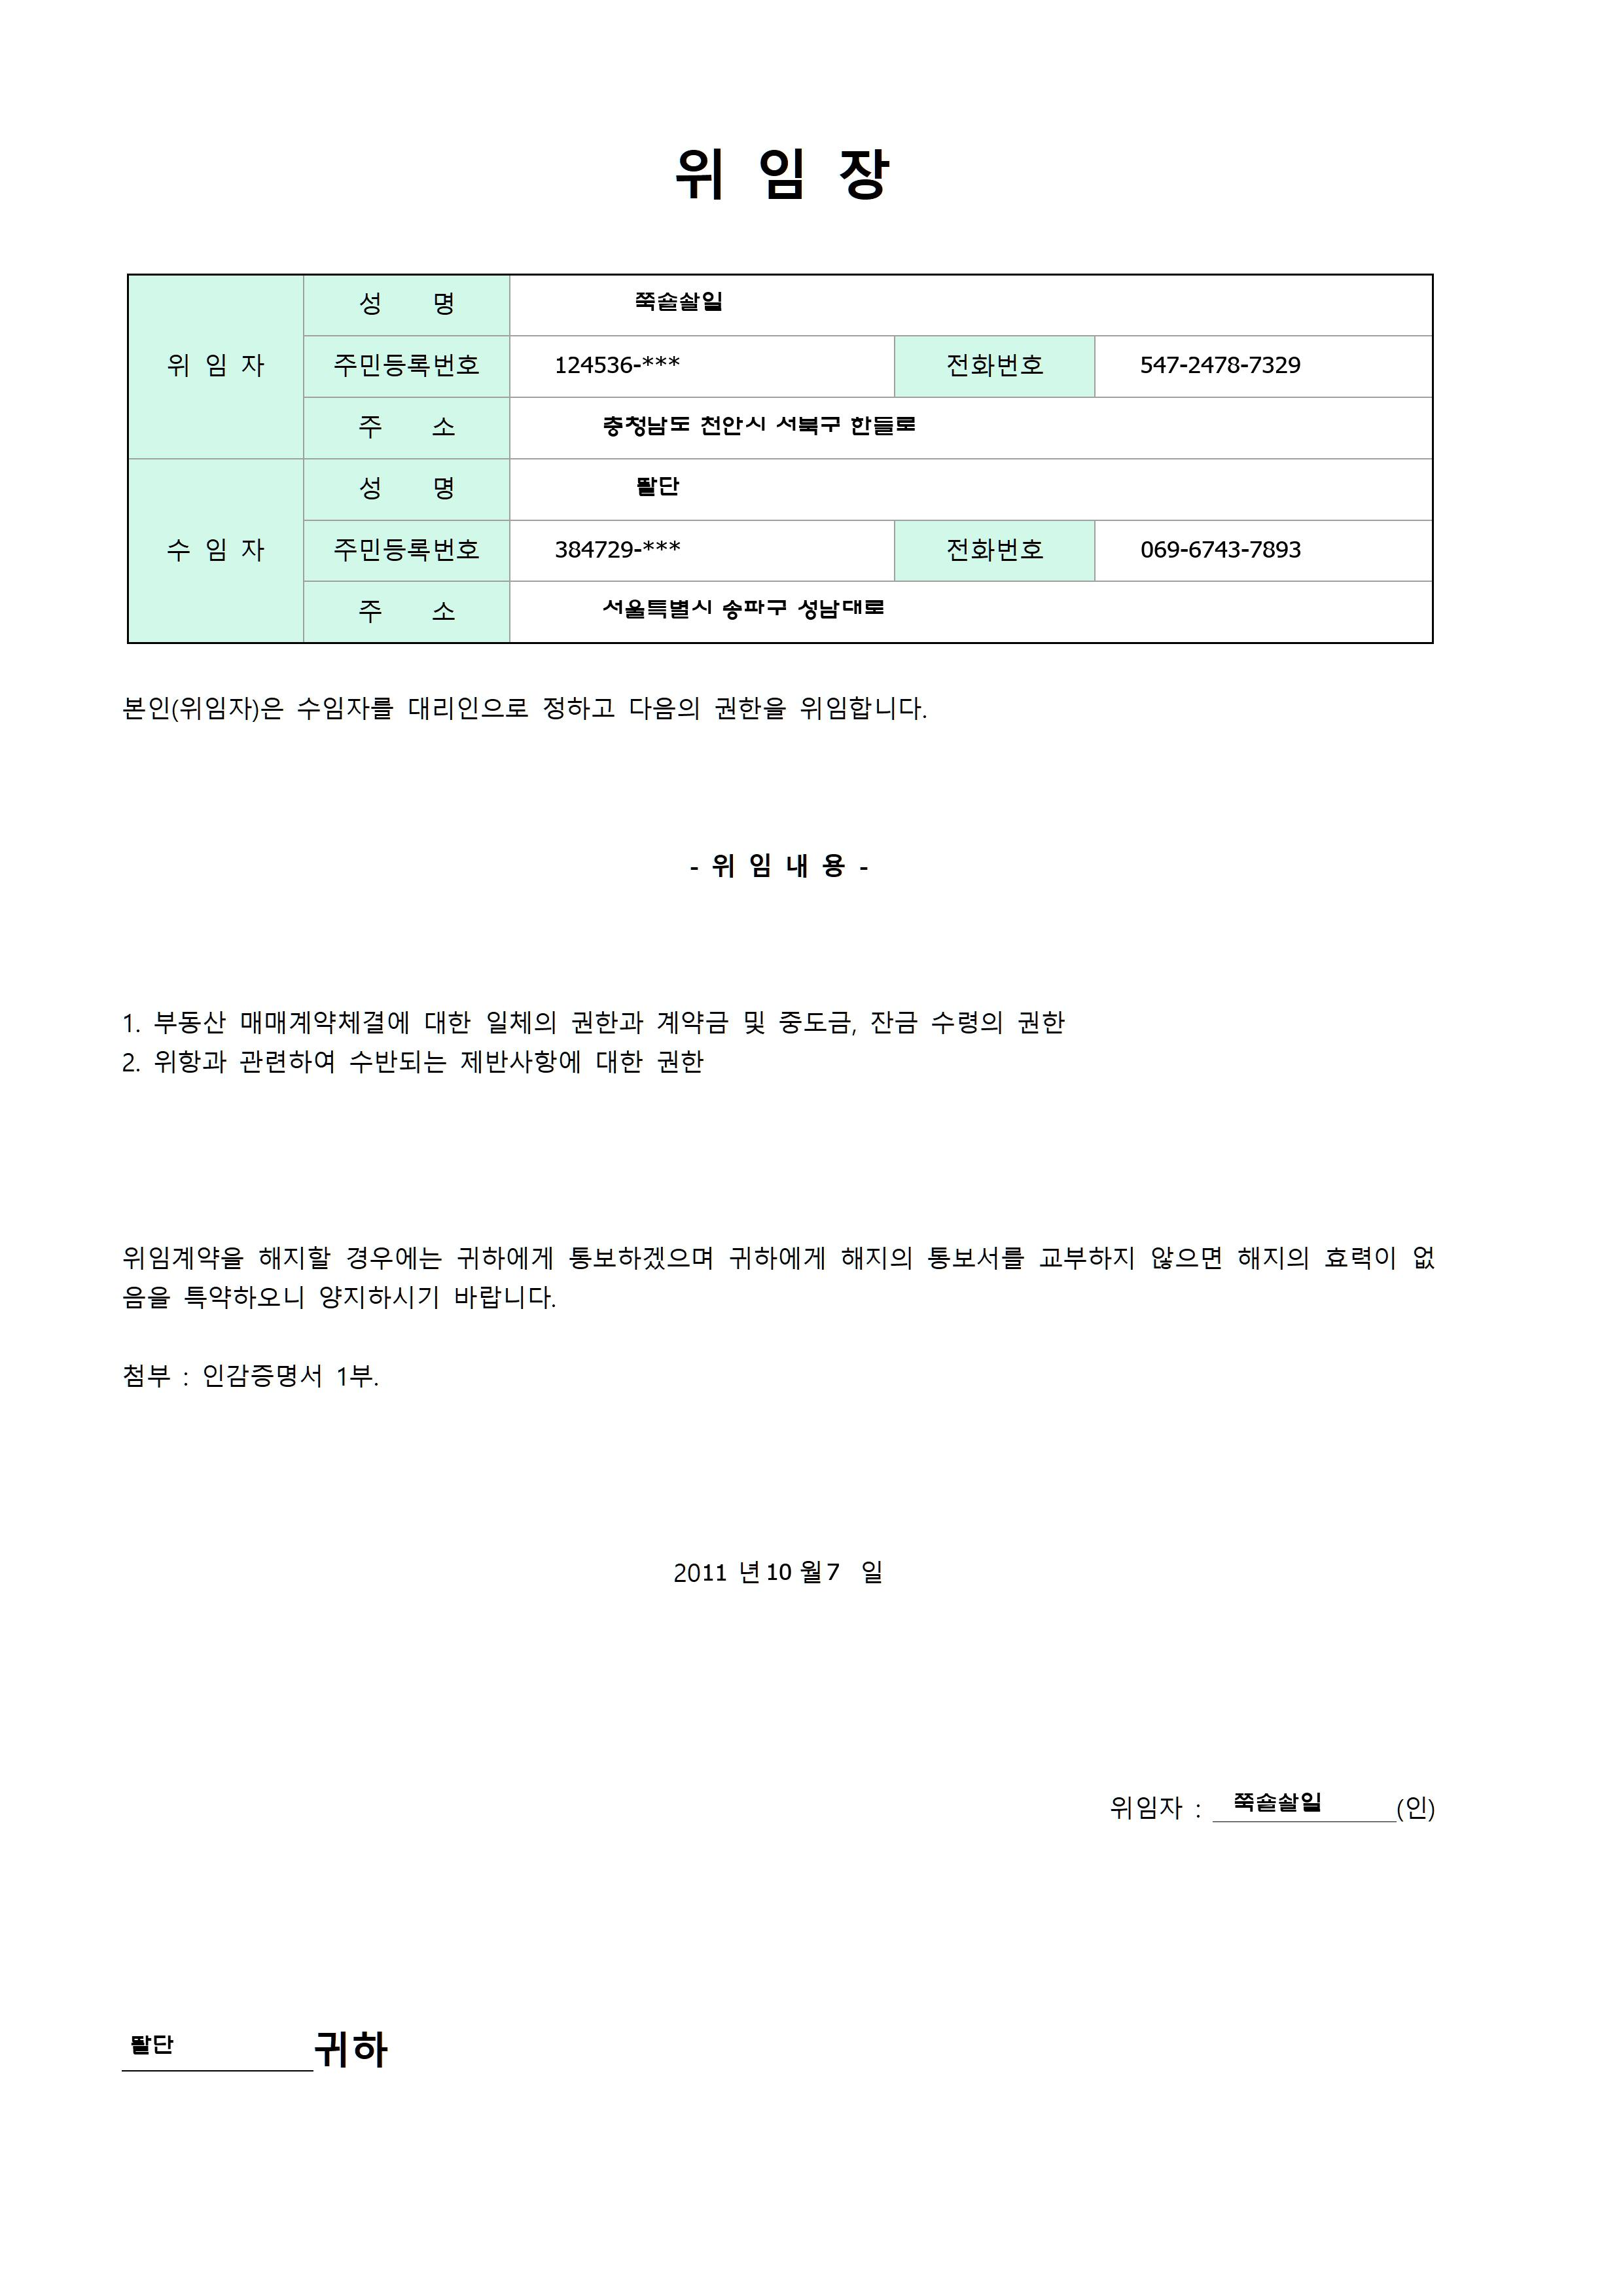 위 임 장
위 임 자
성 명 쭉숄솰일
주민등록번호 124536-*** 전화번호 547-2478-7329
주 소 충청남도 천안시 서북구 한들로
수 임 자
성 명 똴단
주민등록번호 384729-*** 전화번호 069-6743-7893
주 소 서울특별시 송파구 성남대로
본인(위임자)은 수임자를 대리인으로 정하고 다음의 권한을 위임합니다.
- 위 임 내 용 -
1. 부동산 매매계약체결에 대한 일체의 권한과 계약금 및 중도금, 잔금 수령의 권한
2. 위항과 관련하여 수반되는 제반사항에 대한 권한
위임계약을 해지할 경우에는 귀하에게 통보하겠으며 귀하에게 해지의 통보서를 교부하지 않으면 해지의 효력이 없
음을 특약하오니 양지하시기 바랍니다.
첨부 : 인감증명서 1부.
2011 년 10 월 7 일
위임자 : 쭉숄솰일 (인)
똴단 귀하